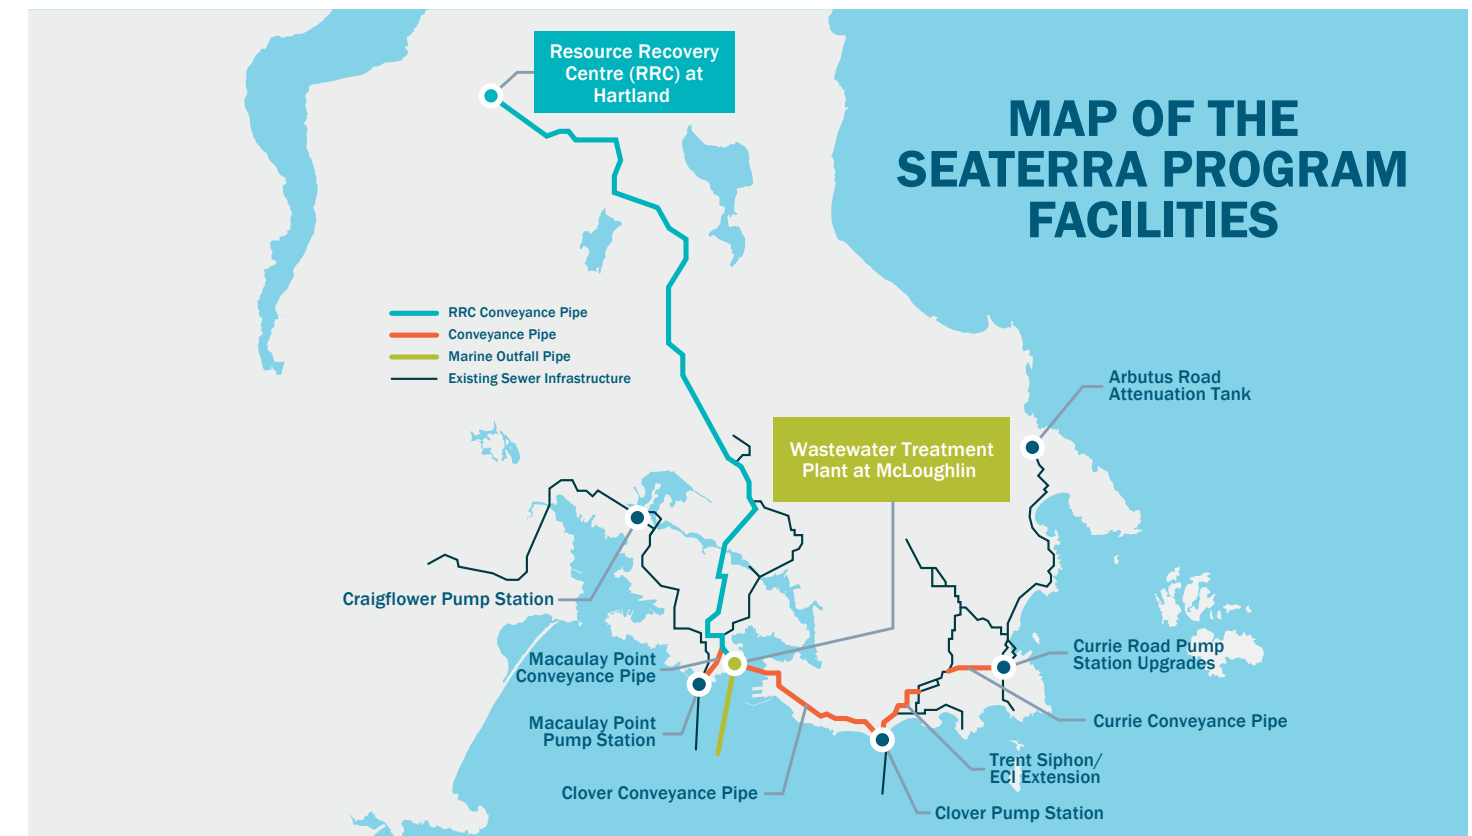 Resource Recovery
Centre (RRC) at
Hartland
MAP OF THE
SEATERRA PROGRAM
FACILITIES
RRC Conveyance Pipe
Conveyance Pipe
Marine Outfall Pipe
Existing Sewer Infrastructure
Arbutus Road
Attenuation Tank
Wastewater Treatment
Plant at McLoughlin
Craigflower Pump Station
Macaulay Point
Conveyance Pipe
Currie Road Pump
Station Upgrades
Macaulay Point
Pump Station
Currie Conveyance Pipe
Trent Siphon/
ECI Extension
Clover Conveyance Pipe
Clover Pump Station